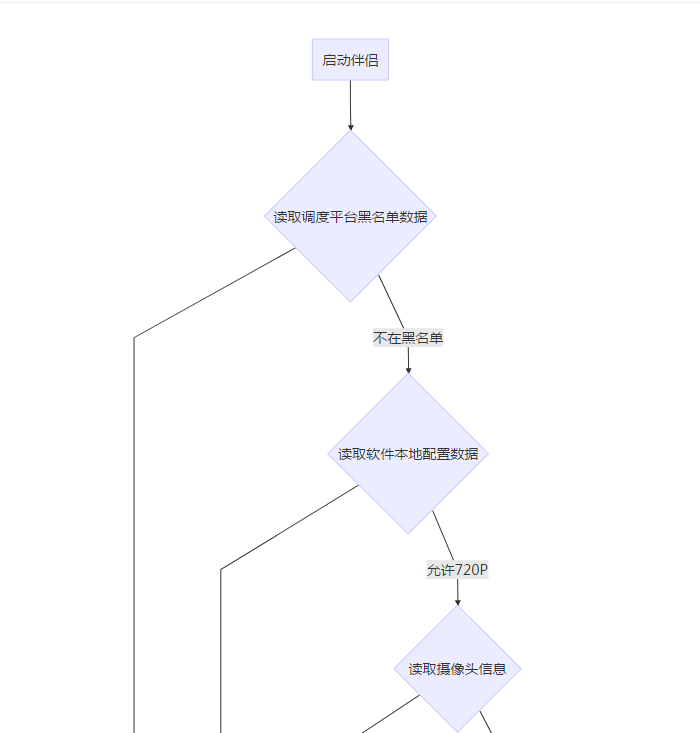 启动伴侣
读取调度平台黑名单数据
不在黑名单
读取软件本地配置数据
允许720P
读取摄像头信息